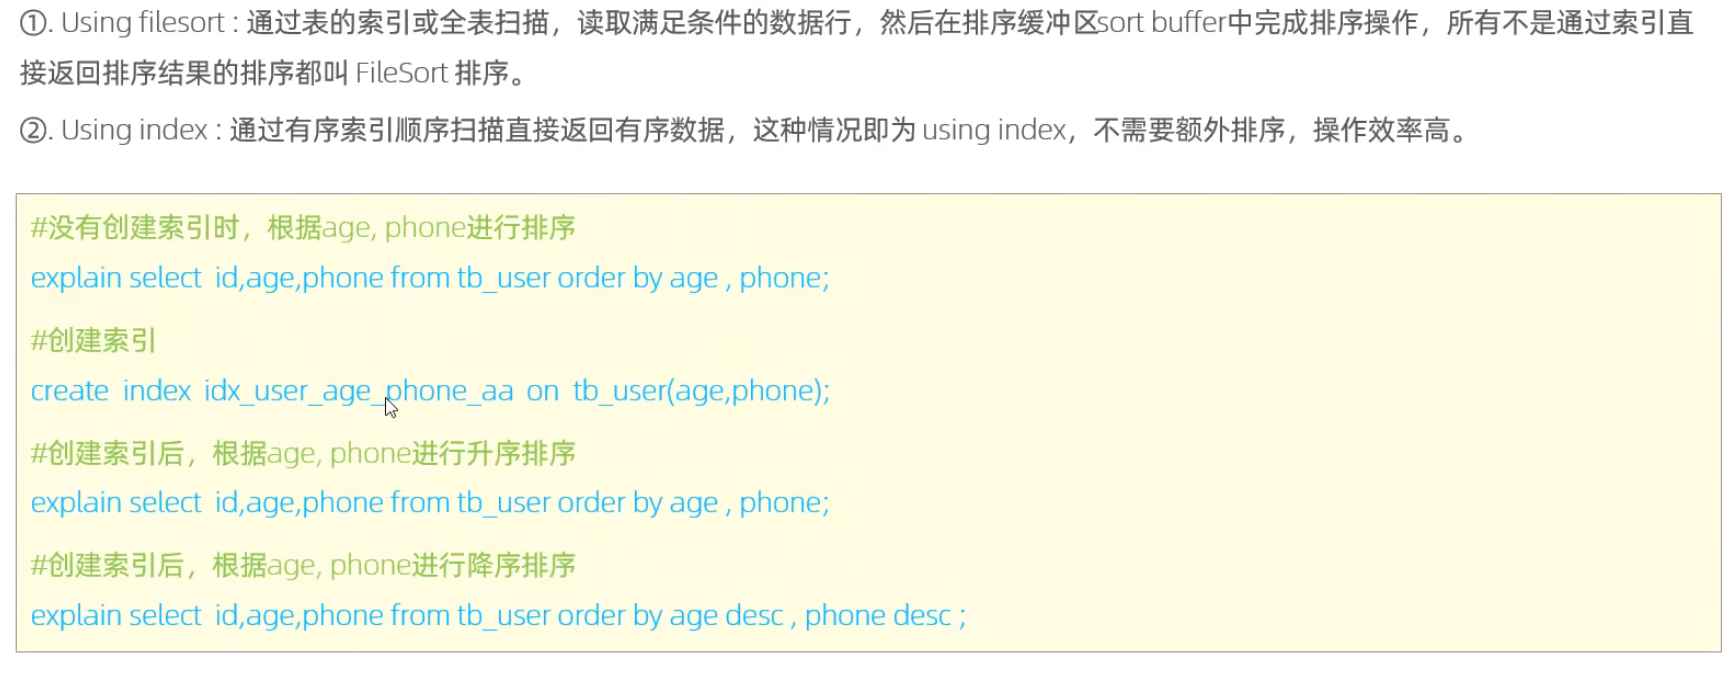 ①. Using filesort : 通过表的索引或全表扫描，读取满足条件的数据行，然后在排序缓冲区sort buffer中完成排序操作，所有不是通过索引直
接返回排序结果的排序都叫 FileSort 排序。
②. Using index : 通过有序索引顺序扫描直接返回有序数据，这种情况即为 using index，不需要额外排序，操作效率高。
#没有创建索引时，根据age, phone进行排序
explain select  id,age,phone from tb_user order by age , phone;
#创建索引
create  index  idx_user_age_phone_aa  on  tb_user(age,phone);
#创建索引后，根据age, phone进行升序排序
explain select  id,age,phone from tb_user order by age , phone;
#创建索引后，根据age, phone进行降序排序
explain select  id,age,phone from tb_user order by age desc , phone desc ;